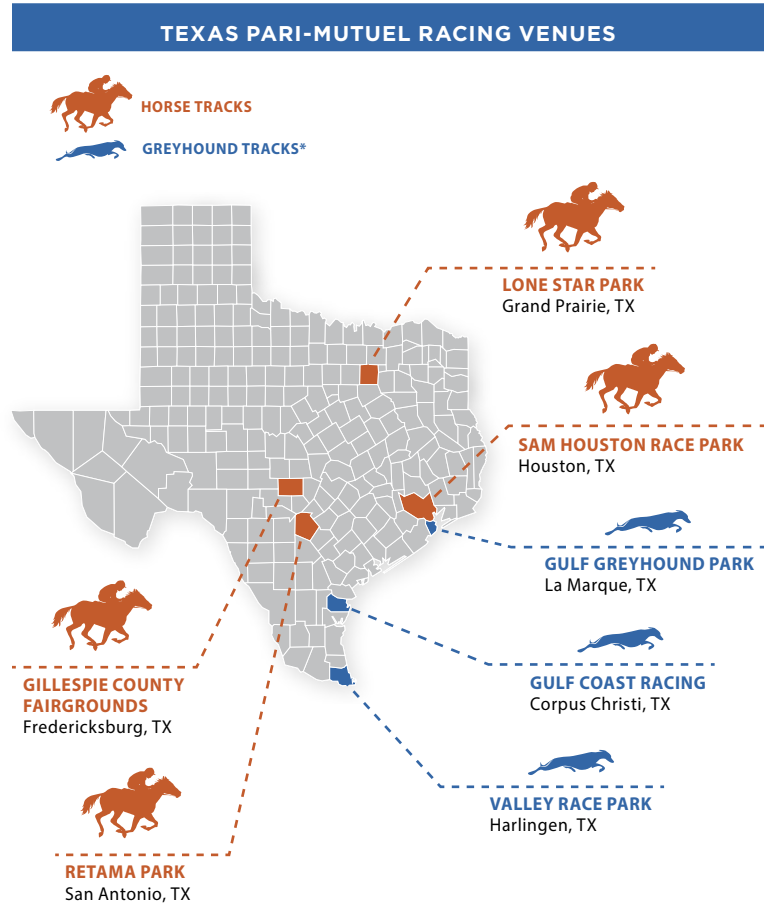 TEXAS PARI-MUTUEL RACING VENUES
HORSE TRACKS
GREYHOUND TRACKS*
LONE STAR PARK
Grand Prairie, TX
SAM HOUSTON RACE PARK
Houston, TX
GULF GREYHOUND PARK
La Marque, TX
GILLESPIE COUNTY
FAIRGROUNDS
Fredericksburg, TX
GULF COAST RACING
Corpus Christi, TX
VALLEY RACE PARK
Harlingen, TX
RETAMA PARK
San Antonio, TX